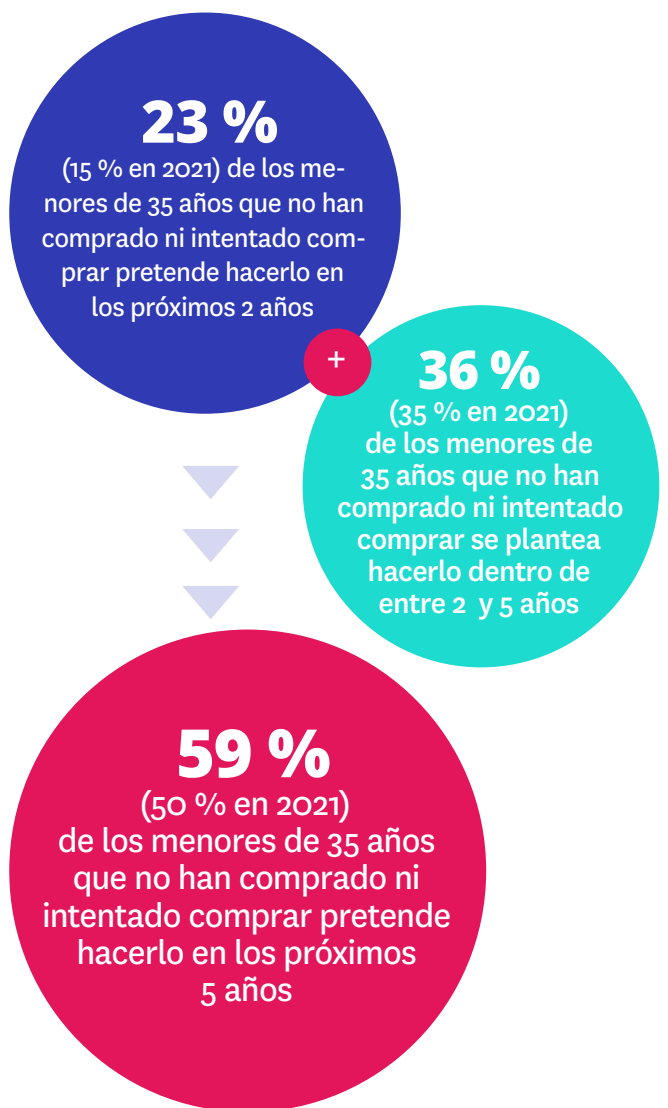 23 %
(15 % en 2021) de los me-
nores de 35 años que no han
comprado ni intentado com-
prar pretende hacerlo en
los próximos 2 años
+
36 %
(35 % en 2021)
de los menores de
35 años que no han
comprado ni intentado
comprar se plantea
hacerlo dentro de
entre 2 y 5 años
59 %
(50 % en 2021)
de los menores de 35 años
que no han comprado ni
intentado comprar pretende
hacerlo en los próximos
5 años